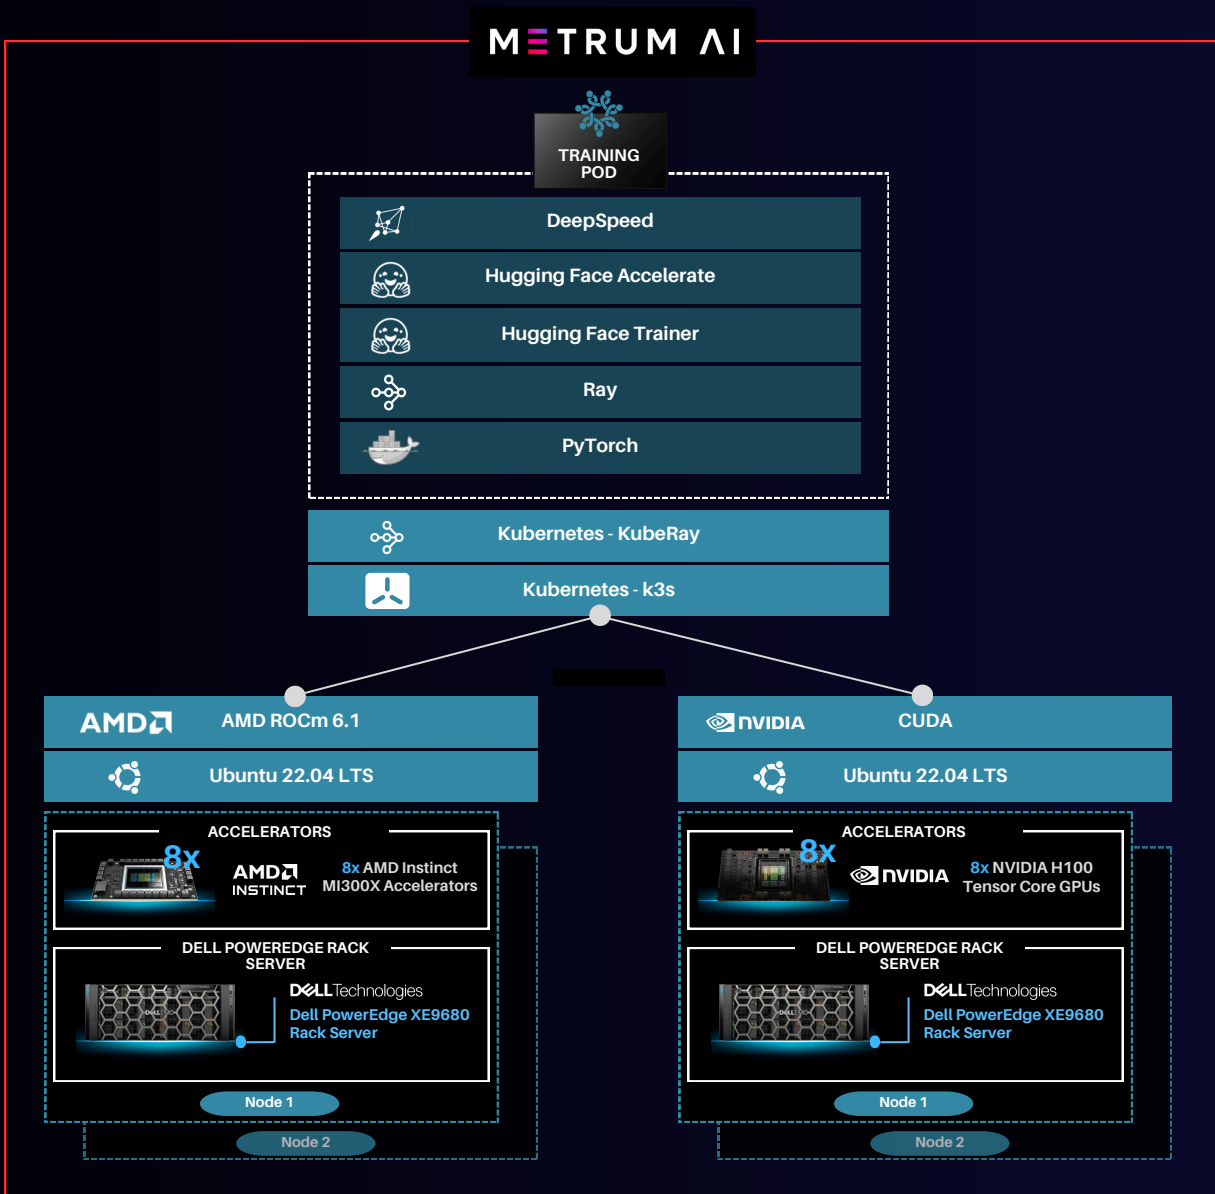 METRUM AI
TRAINING
POD
DeepSpeed
Hugging Face Accelerate
Hugging Face Trainer
Ray
PyTorch
Kubernetes - KubeRay
Kubernetes - k3s
AMD
AMD ROCm 6.1
Ubuntu 22.04 LTS
ACCELERATORS
8x
AMD
INSTINCT
8x AMD Instinct
MI300X Accelerators
DELL POWEREDGE RACK
SERVER
DELL Technologies
Dell PowerEdge XE9680
Rack Server
DELLEMC
Node 1
Node 2
NVIDIA
CUDA
Ubuntu 22.04 LTS
ACCELERATORS
8x
NVIDIA
8x NVIDIA H100
Tensor Core GPUs
DELL POWEREDGE RACK
SERVER
DELL Technologies
Dell PowerEdge XE9680
Rack Server
DELLEMC
Node 1
Node 2